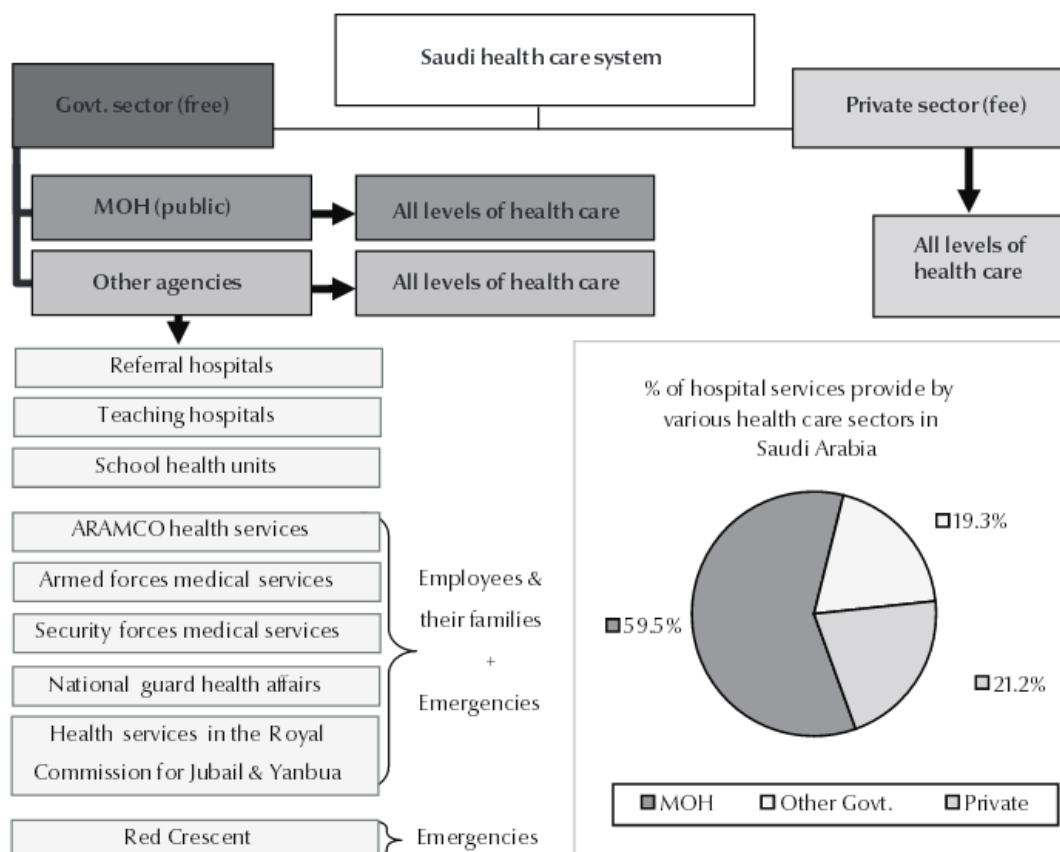 Saudi health care system
Govt. sector (free)
Private sector (fee)
MOH (public)
All levels of health care
Other agencies
All levels of health care
All levels of
health care
Referral hospitals
Teaching hospitals
School health units
ARAMCO health services
Armed forces medical services
Security forces medical services
National guard health affairs
Health services in the Royal
Commission for Jubail & Yanbua
Employees &
their families
+
Emergencies
Red Crescent
Emergencies
% of hospital services provide by
various health care sectors in
Saudi Arabia
19.3%
59.5%
21.2%
MOH
Other Govt.
Private